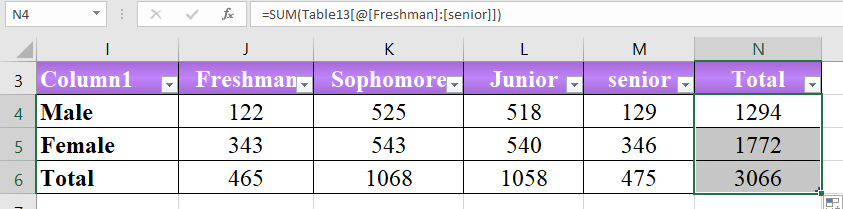 N4 =SUM(Table13[@[Freshman]:[senior]])
I J K L M N
3 Column1 Freshman Sophomore Junior senior Total
4 Male 122 525 518 129 1294
5 Female 343 543 540 346 1772
6 Total 465 1068 1058 475 3066